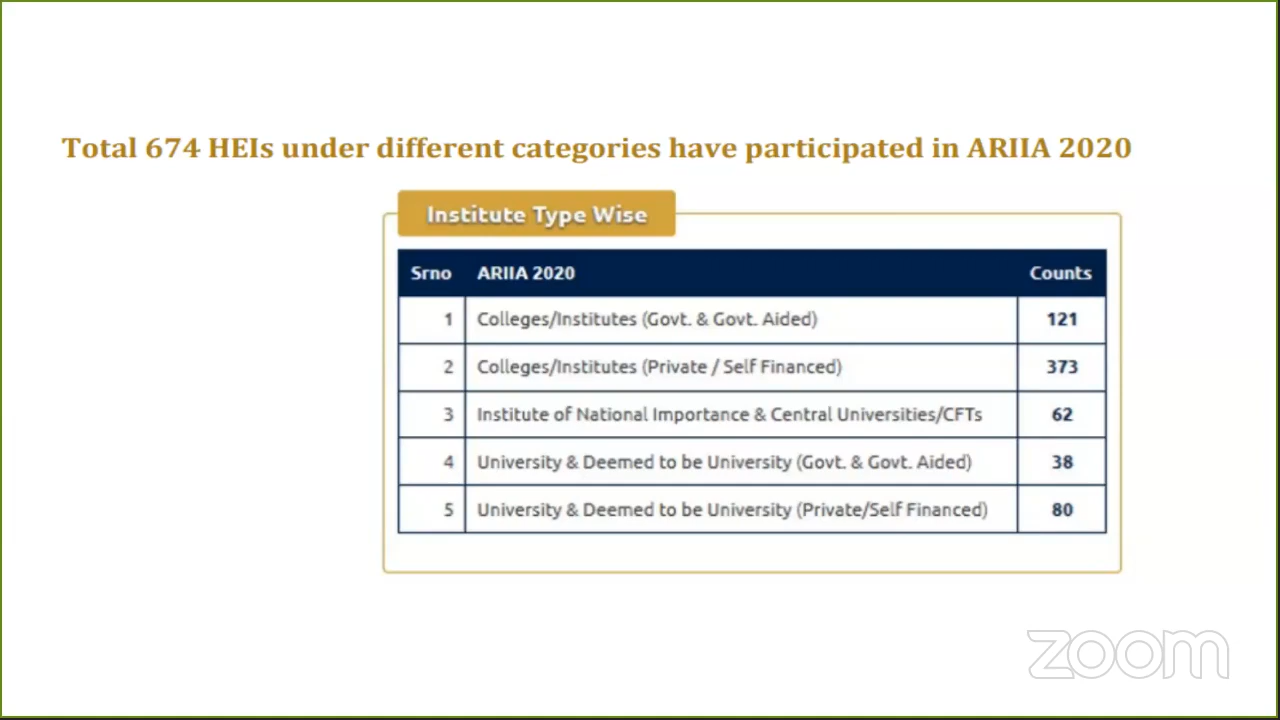 Total 674 HEIs under different categories have participated in ARIIA 2020
Institute Type Wise
Srno ARIIA 2020 Counts
1 Colleges/Institutes (Govt. & Govt. Aided) 121
2 Colleges/Institutes (Private / Self Financed) 373
3 Institute of National Importance & Central Universities/CFTs 62
4 University & Deemed to be University (Govt. & Govt. Aided) 38
5 University & Deemed to be University (Private/Self Financed) 80
zoom